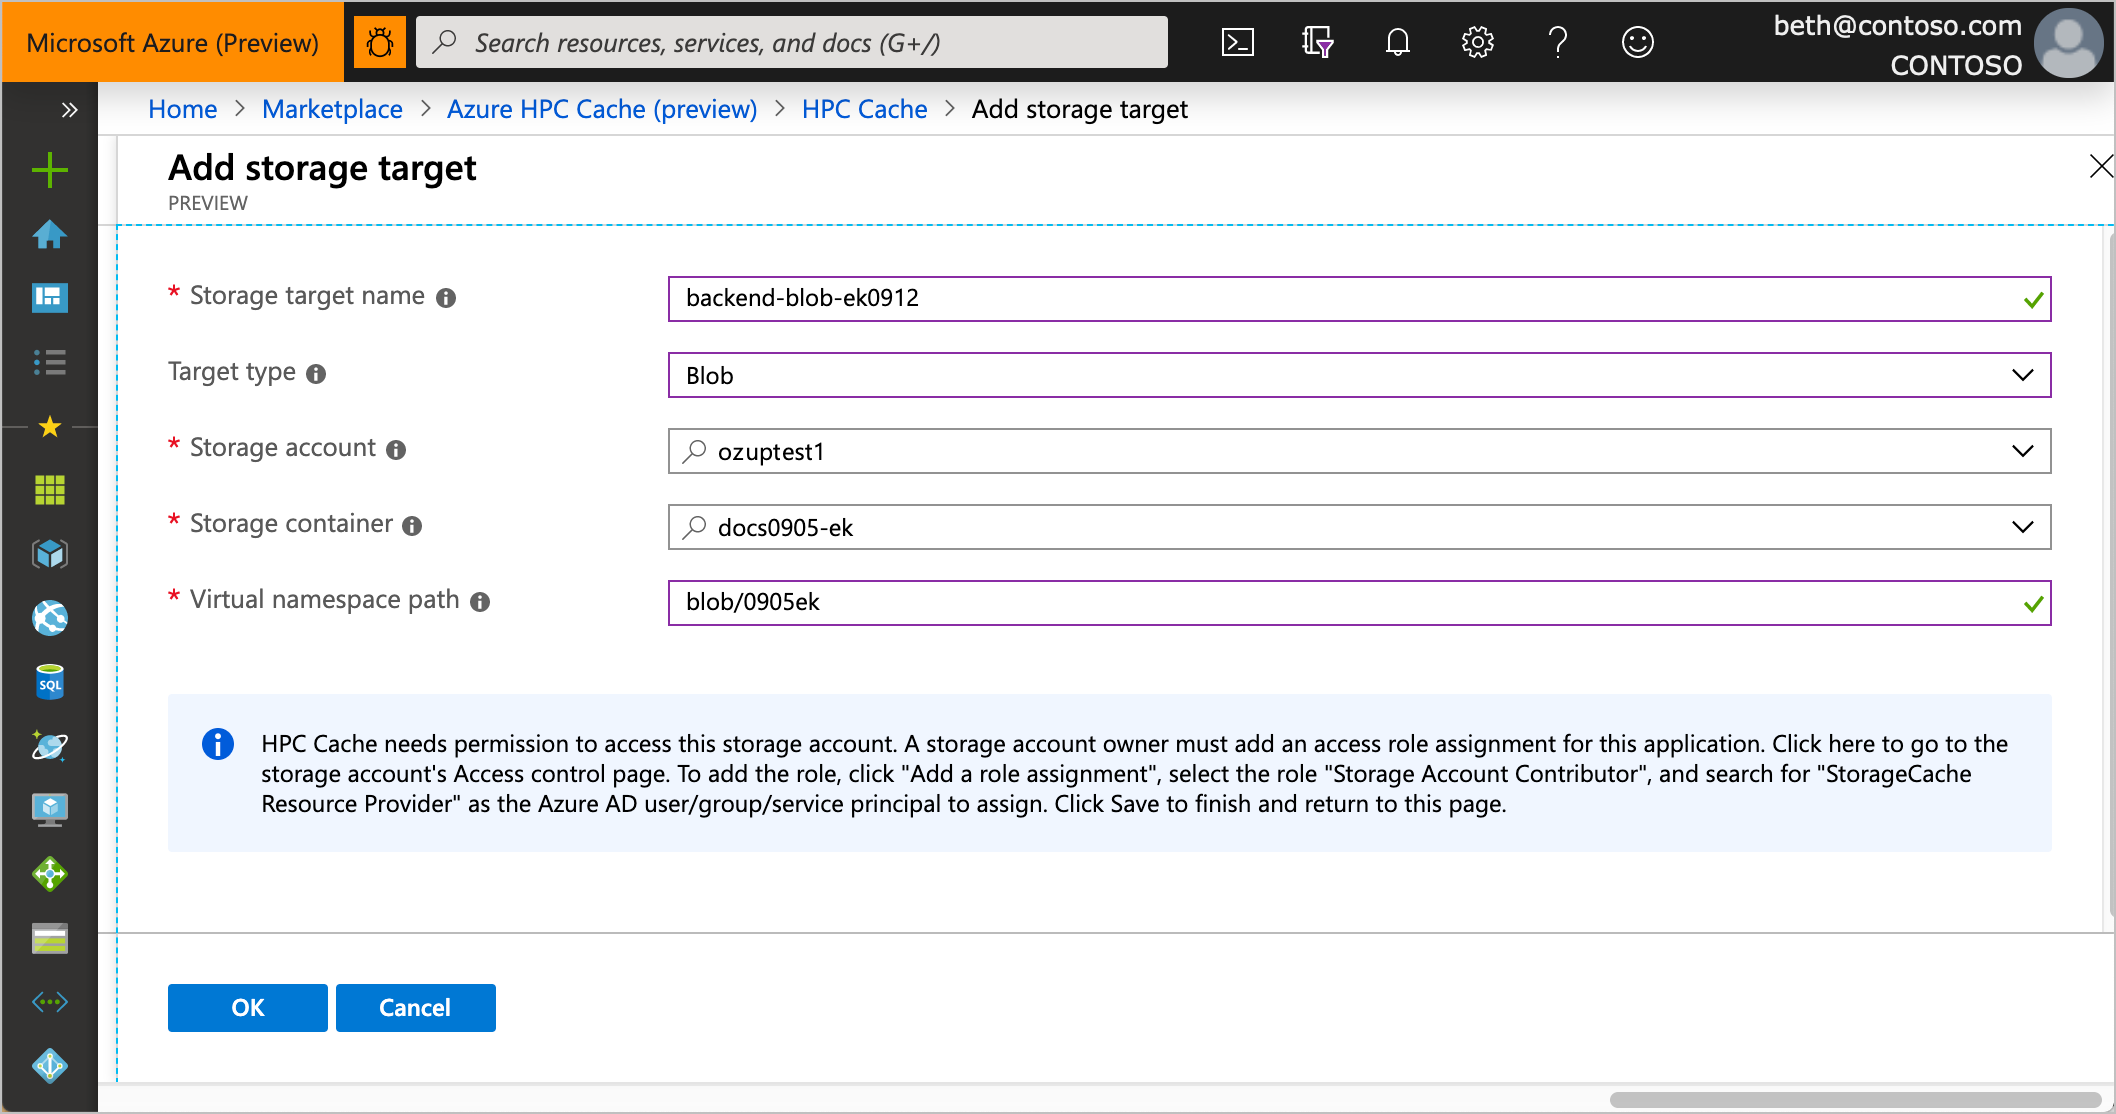 Microsoft Azure (Preview)
Search resources, services, and docs (G+/)
beth@contoso.com
CONTOSO
Home > Marketplace > Azure HPC Cache (preview) > HPC Cache > Add storage target
Add storage target
PREVIEW
* Storage target name
backend-blob-ek0912
Target type
Blob
* Storage account
ozuptest1
* Storage container
docs0905-ek
* Virtual namespace path
blob/0905ek
HPC Cache needs permission to access this storage account. A storage account owner must add an access role assignment for this application. Click here to go to the
storage account's Access control page. To add the role, click "Add a role assignment", select the role "Storage Account Contributor", and search for "StorageCache
Resource Provider" as the Azure AD user/group/service principal to assign. Click Save to finish and return to this page.
SQL
OK
Cancel